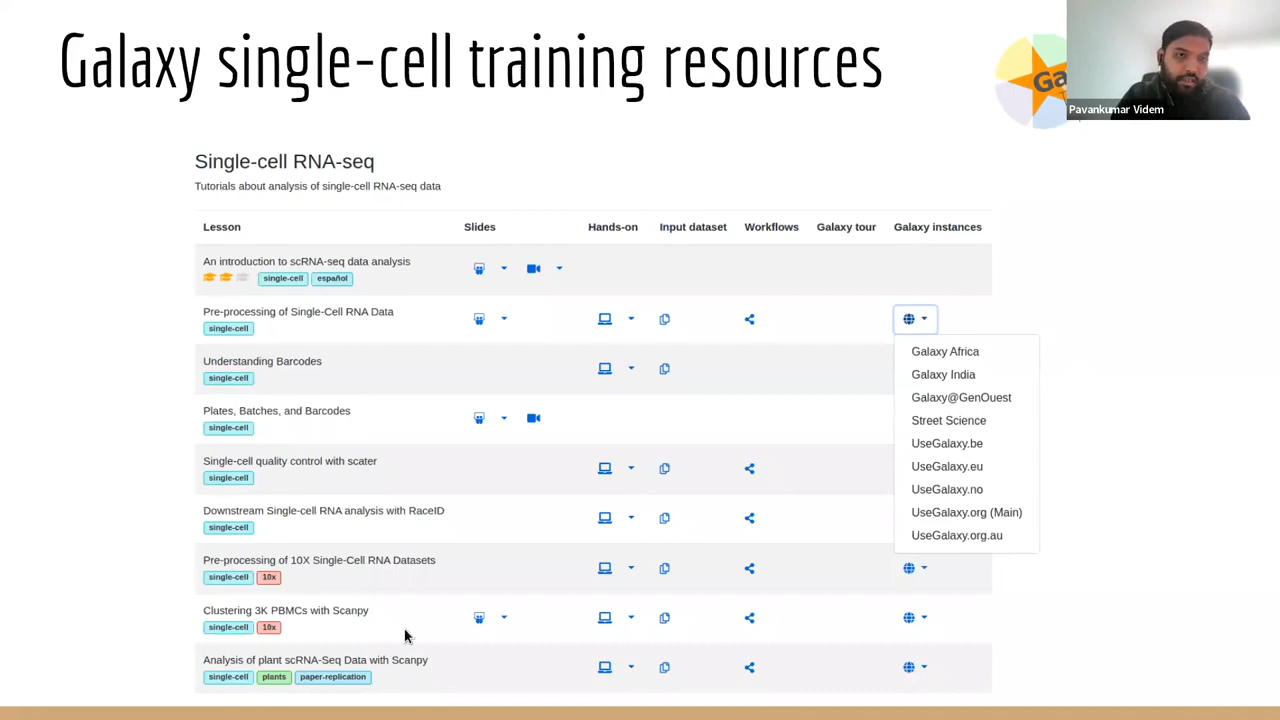 Galaxy single-cell training resources
Ga
Pavankumar Videm
Single-cell RNA-seq
Tutorials about analysis of single-cell RNA-seq data
Lesson Slides Hands-on Input dataset Workflows Galaxy tour Galaxy instances
An introduction to scRNA-seq data analysis
single-cell español
Pre-processing of Single-Cell RNA Data
single-cell
Galaxy Africa
Galaxy India
Galaxy@GenOuest
Street Science
UseGalaxy.be
UseGalaxy.eu
UseGalaxy.no
UseGalaxy.org (Main)
UseGalaxy.org.au
Understanding Barcodes
single-cell
Plates, Batches, and Barcodes
single-cell
Single-cell quality control with scater
single-cell
Downstream Single-cell RNA analysis with RaceID
single-cell
Pre-processing of 10X Single-Cell RNA Datasets
single-cell 10x
Clustering 3K PBMCs with Scanpy
single-cell 10x
Analysis of plant scRNA-Seq Data with Scanpy
single-cell plants paper-replication